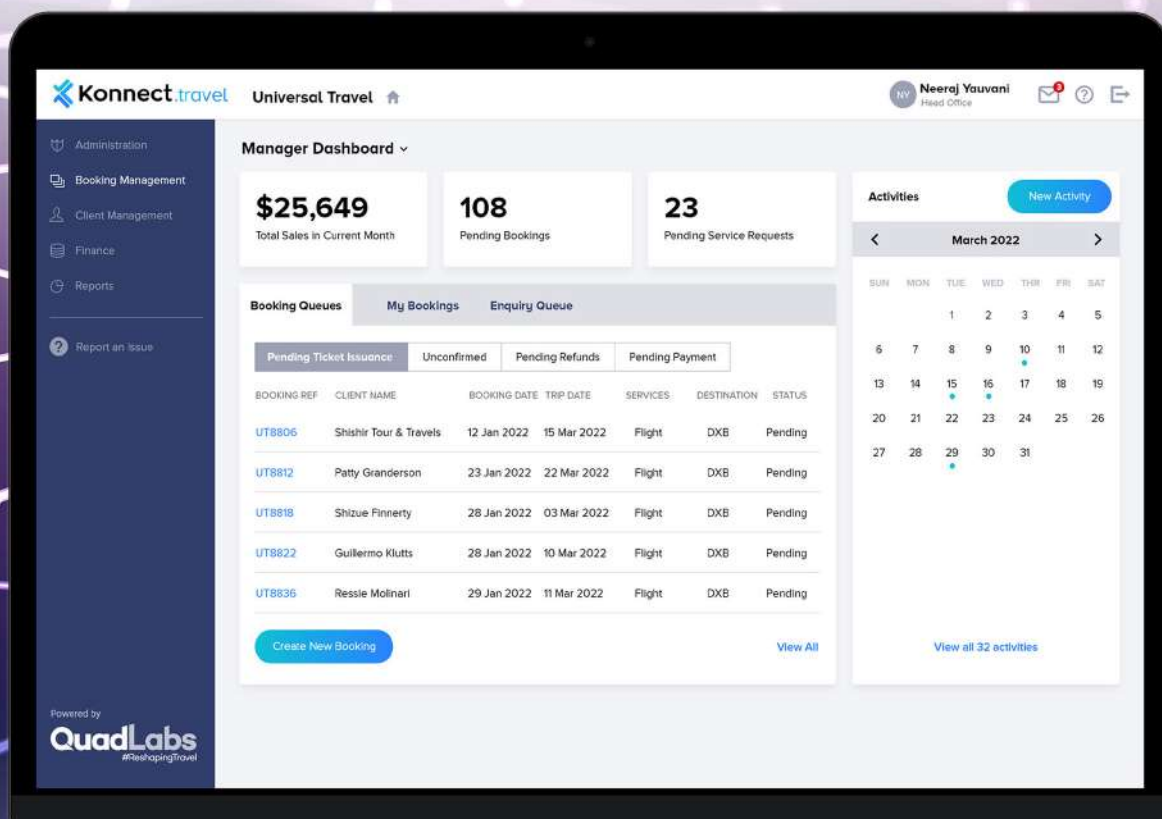 Konnect.travel
Universal Travel
NY
Neeraj Yauvani
Head Office
3
?
Administration
Booking Management
Client Management
Finance
Reports
? Report an Issue
Powered by
QuadLabs
#ReshapingTravel
Manager Dashboard
$25,649
Total Sales in Current Month
108
Pending Bookings
23
Pending Service Requests
Booking Queues My Bookings Enquiry Queue
Pending Ticket Issuance Unconfirmed Pending Refunds Pending Payment
BOOKING REF CLIENT NAME BOOKING DATE TRIP DATE SERVICES DESTINATION STATUS
UT8806 Shishir Tour & Travels 12 Jan 2022 15 Mar 2022 Flight DXB Pending
UT8812 Patty Granderson 23 Jan 2022 22 Mar 2022 Flight DXB Pending
UT8818 Shizue Finnerty 28 Jan 2022 03 Mar 2022 Flight DXB Pending
UT8822 Guillermo Klutts 28 Jan 2022 10 Mar 2022 Flight DXB Pending
UT8836 Ressie Molinari 29 Jan 2022 11 Mar 2022 Flight DXB Pending
Create New Booking View All
Activities New Activity
< March 2022 >
SUN MON TUE WED THR FRI SAT
1 2 3 4 5
6 7 8 9 10 11 12
13 14 15 16 17 18 19
20 21 22 23 24 25 26
27 28 29 30 31
View all 32 activities